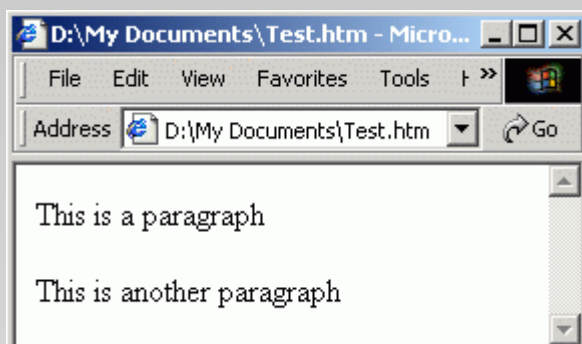 D:\My Documents\Test.htm - Micro...
File Edit View Favorites Tools »
Address D:\My Documents\Test.htm Go
This is a paragraph
This is another paragraph